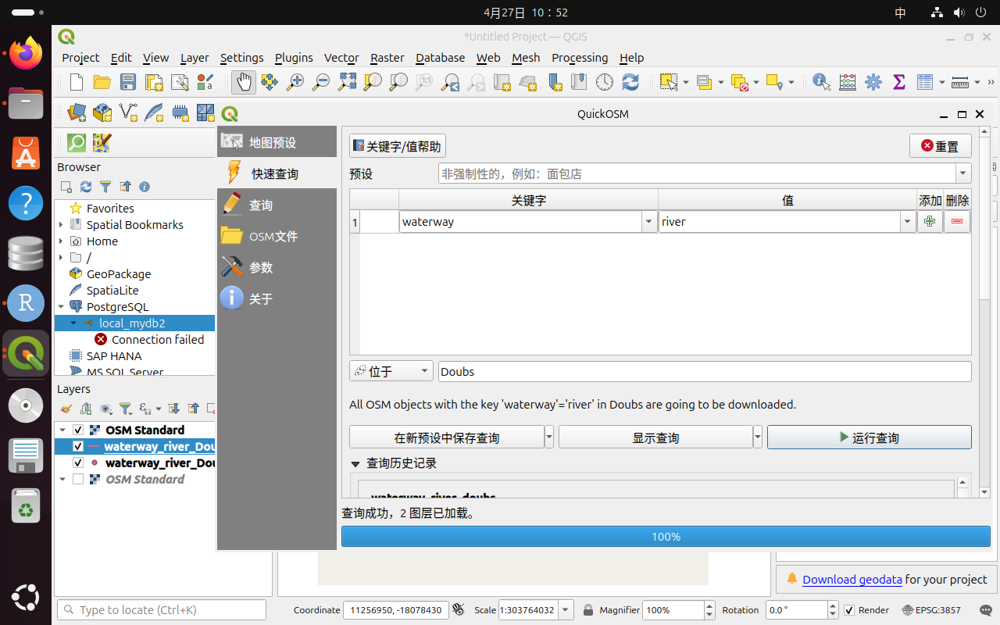 4月27日 10：52
中
*Untitled Project — QGIS
Project Edit View Layer Settings Plugins Vector Raster Database Web Mesh Processing Help
QuickOSM
地图预设
快速查询
查询
OSM文件
参数
关于
关键字/值帮助
重置
预设
非强制性的，例如：面包店
关键字 值 添加 删除
1 waterway river
位于 Doubs
All OSM objects with the key 'waterway'='river' in Doubs are going to be downloaded.
在新预设中保存查询 显示查询 运行查询
查询历史记录
waterway_river_doubs
查询成功，2 图层已加载。
100%
Browser
Favorites
Spatial Bookmarks
Home
/
GeoPackage
SpatiaLite
PostgreSQL
local_mydb2
Connection failed
SAP HANA
MS SQL Server
Layers
OSM Standard
waterway_river_Dou
waterway_river_Dou
OSM Standard
Download geodata for your project
Type to locate (Ctrl+K)
Coordinate 11256950, -18078430 Scale 1:303764032 Magnifier 100% Rotation 0.0 ° Render EPSG:3857